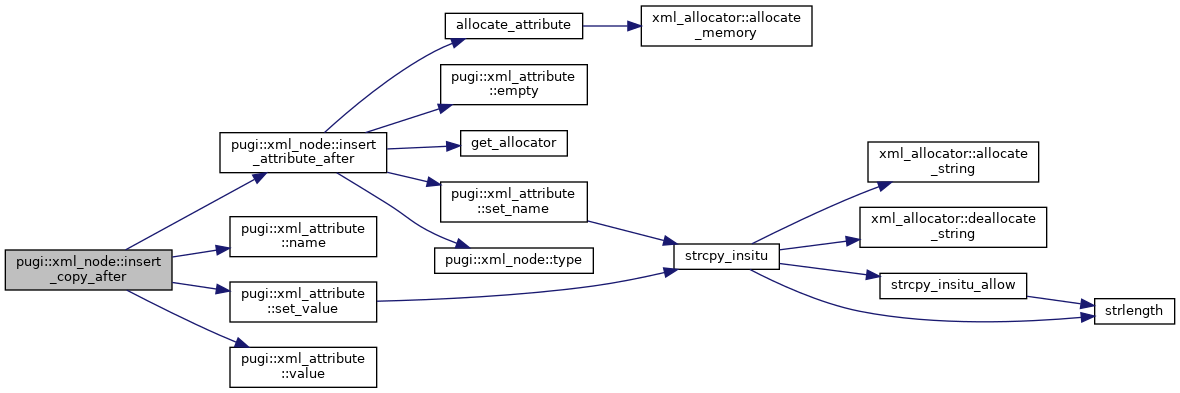 pugi::xml_node::insert
_copy_after
pugi::xml_node::insert
_attribute_after
pugi::xml_attribute
::name
pugi::xml_attribute
::set_value
pugi::xml_attribute
::value
allocate_attribute
pugi::xml_attribute
::empty
get_allocator
pugi::xml_attribute
::set_name
pugi::xml_node::type
xml_allocator::allocate
_memory
strcpy_insitu
xml_allocator::allocate
_string
xml_allocator::deallocate
_string
strcpy_insitu_allow
strlength